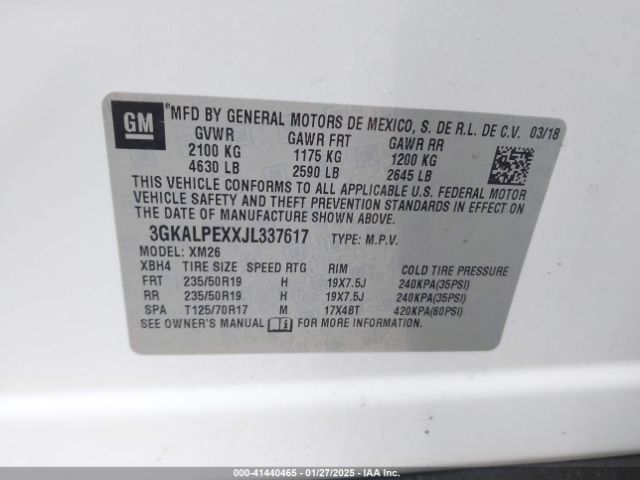 GM
MFD BY GENERAL MOTORS DE MEXICO, S. DE R.L. DE C.V. 03/18
GVWR GAWR FRT GAWR RR
2100 KG 1175 KG 1200 KG
4630 LB 2590 LB 2645 LB
THIS VEHICLE CONFORMS TO ALL APPLICABLE U.S. FEDERAL MOTOR
VEHICLE SAFETY AND THEFT PREVENTION STANDARDS IN EFFECT ON
THE DATE OF MANUFACTURE SHOWN ABOVE.
3GKALPEXXJL337617 TYPE: M.P.V.
MODEL: XM26
XBH4 TIRE SIZE SPEED RTG RIM COLD TIRE PRESSURE
FRT 235/50R19 H 19X7.5J 240KPA(35PSI)
RR 235/50R19 H 19X7.5J 240KPA(35PSI)
SPA T125/70R17 M 17X4BT 420KPA(60PSI)
SEE OWNER'S MANUAL FOR MORE INFORMATION.
© 41440465 - 01/27/2025 - IAA Inc.